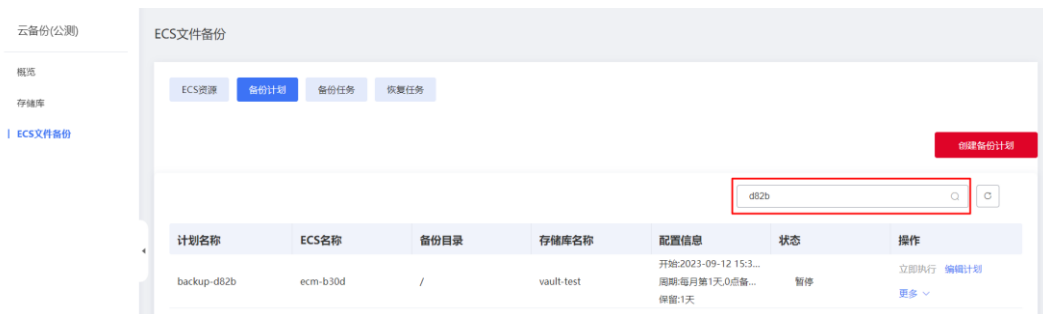 云备份(公测)
ECS文件备份
概览
存储库
ECS文件备份
ECS资源 备份计划 备份任务 恢复任务
创建备份计划
d82b
计划名称 ECS名称 备份目录 存储库名称 配置信息 状态 操作
backup-d82b ecm-b30d / vault-test 开始:2023-09-12 15:3... 暂停 立即执行 编辑计划
周期:每月第1天,0点备...
保留:1天 更多